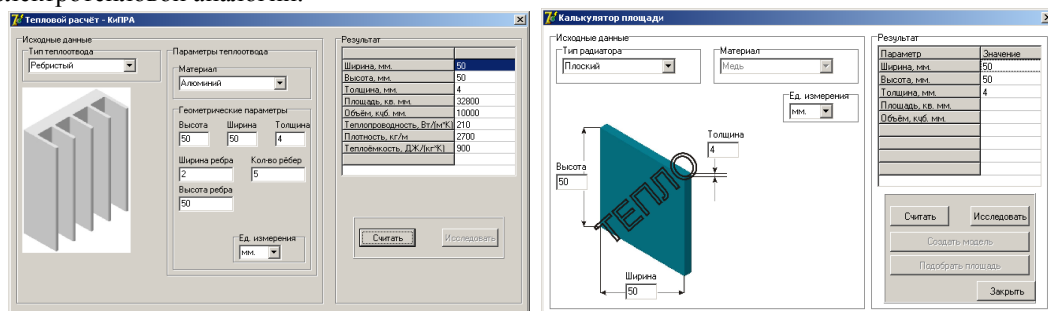 электротепловой аналогии.
Тепловой расчёт - КиПРА
Исходные данные
Тип теплоотвода
Ребристый
Параметры теплоотвода
Материал
Алюминий
Геометрические параметры
Высота Ширина Толщина
50 50 4
Ширина ребра Кол-во рёбер
2 5
Высота ребра
50
Ед. измерения
мм.
Результат
Ширина, мм. 50
Высота, мм. 50
Толщина, мм. 4
Площадь, кв. мм. 32800
Объём, куб. мм. 10000
Теплопроводность, Вт/(м*К) 210
Плотность, кг/м 2700
Теплоёмкость, ДЖ/(кг*К) 900
Считать Исследовать
Калькулятор площади
Исходные данные
Тип радиатора
Плоский
Материал
Медь
Ед. измерения
мм.
Толщина
4
Высота
50
ТЕПЛО
Ширина
50
Результат
Параметр Значение
Ширина, мм. 50
Высота, мм. 50
Толщина, мм. 4
Площадь, кв. мм.
Объём, куб. мм.
Считать Исследовать
Создать модель
Подобрать площадь
Закрыть